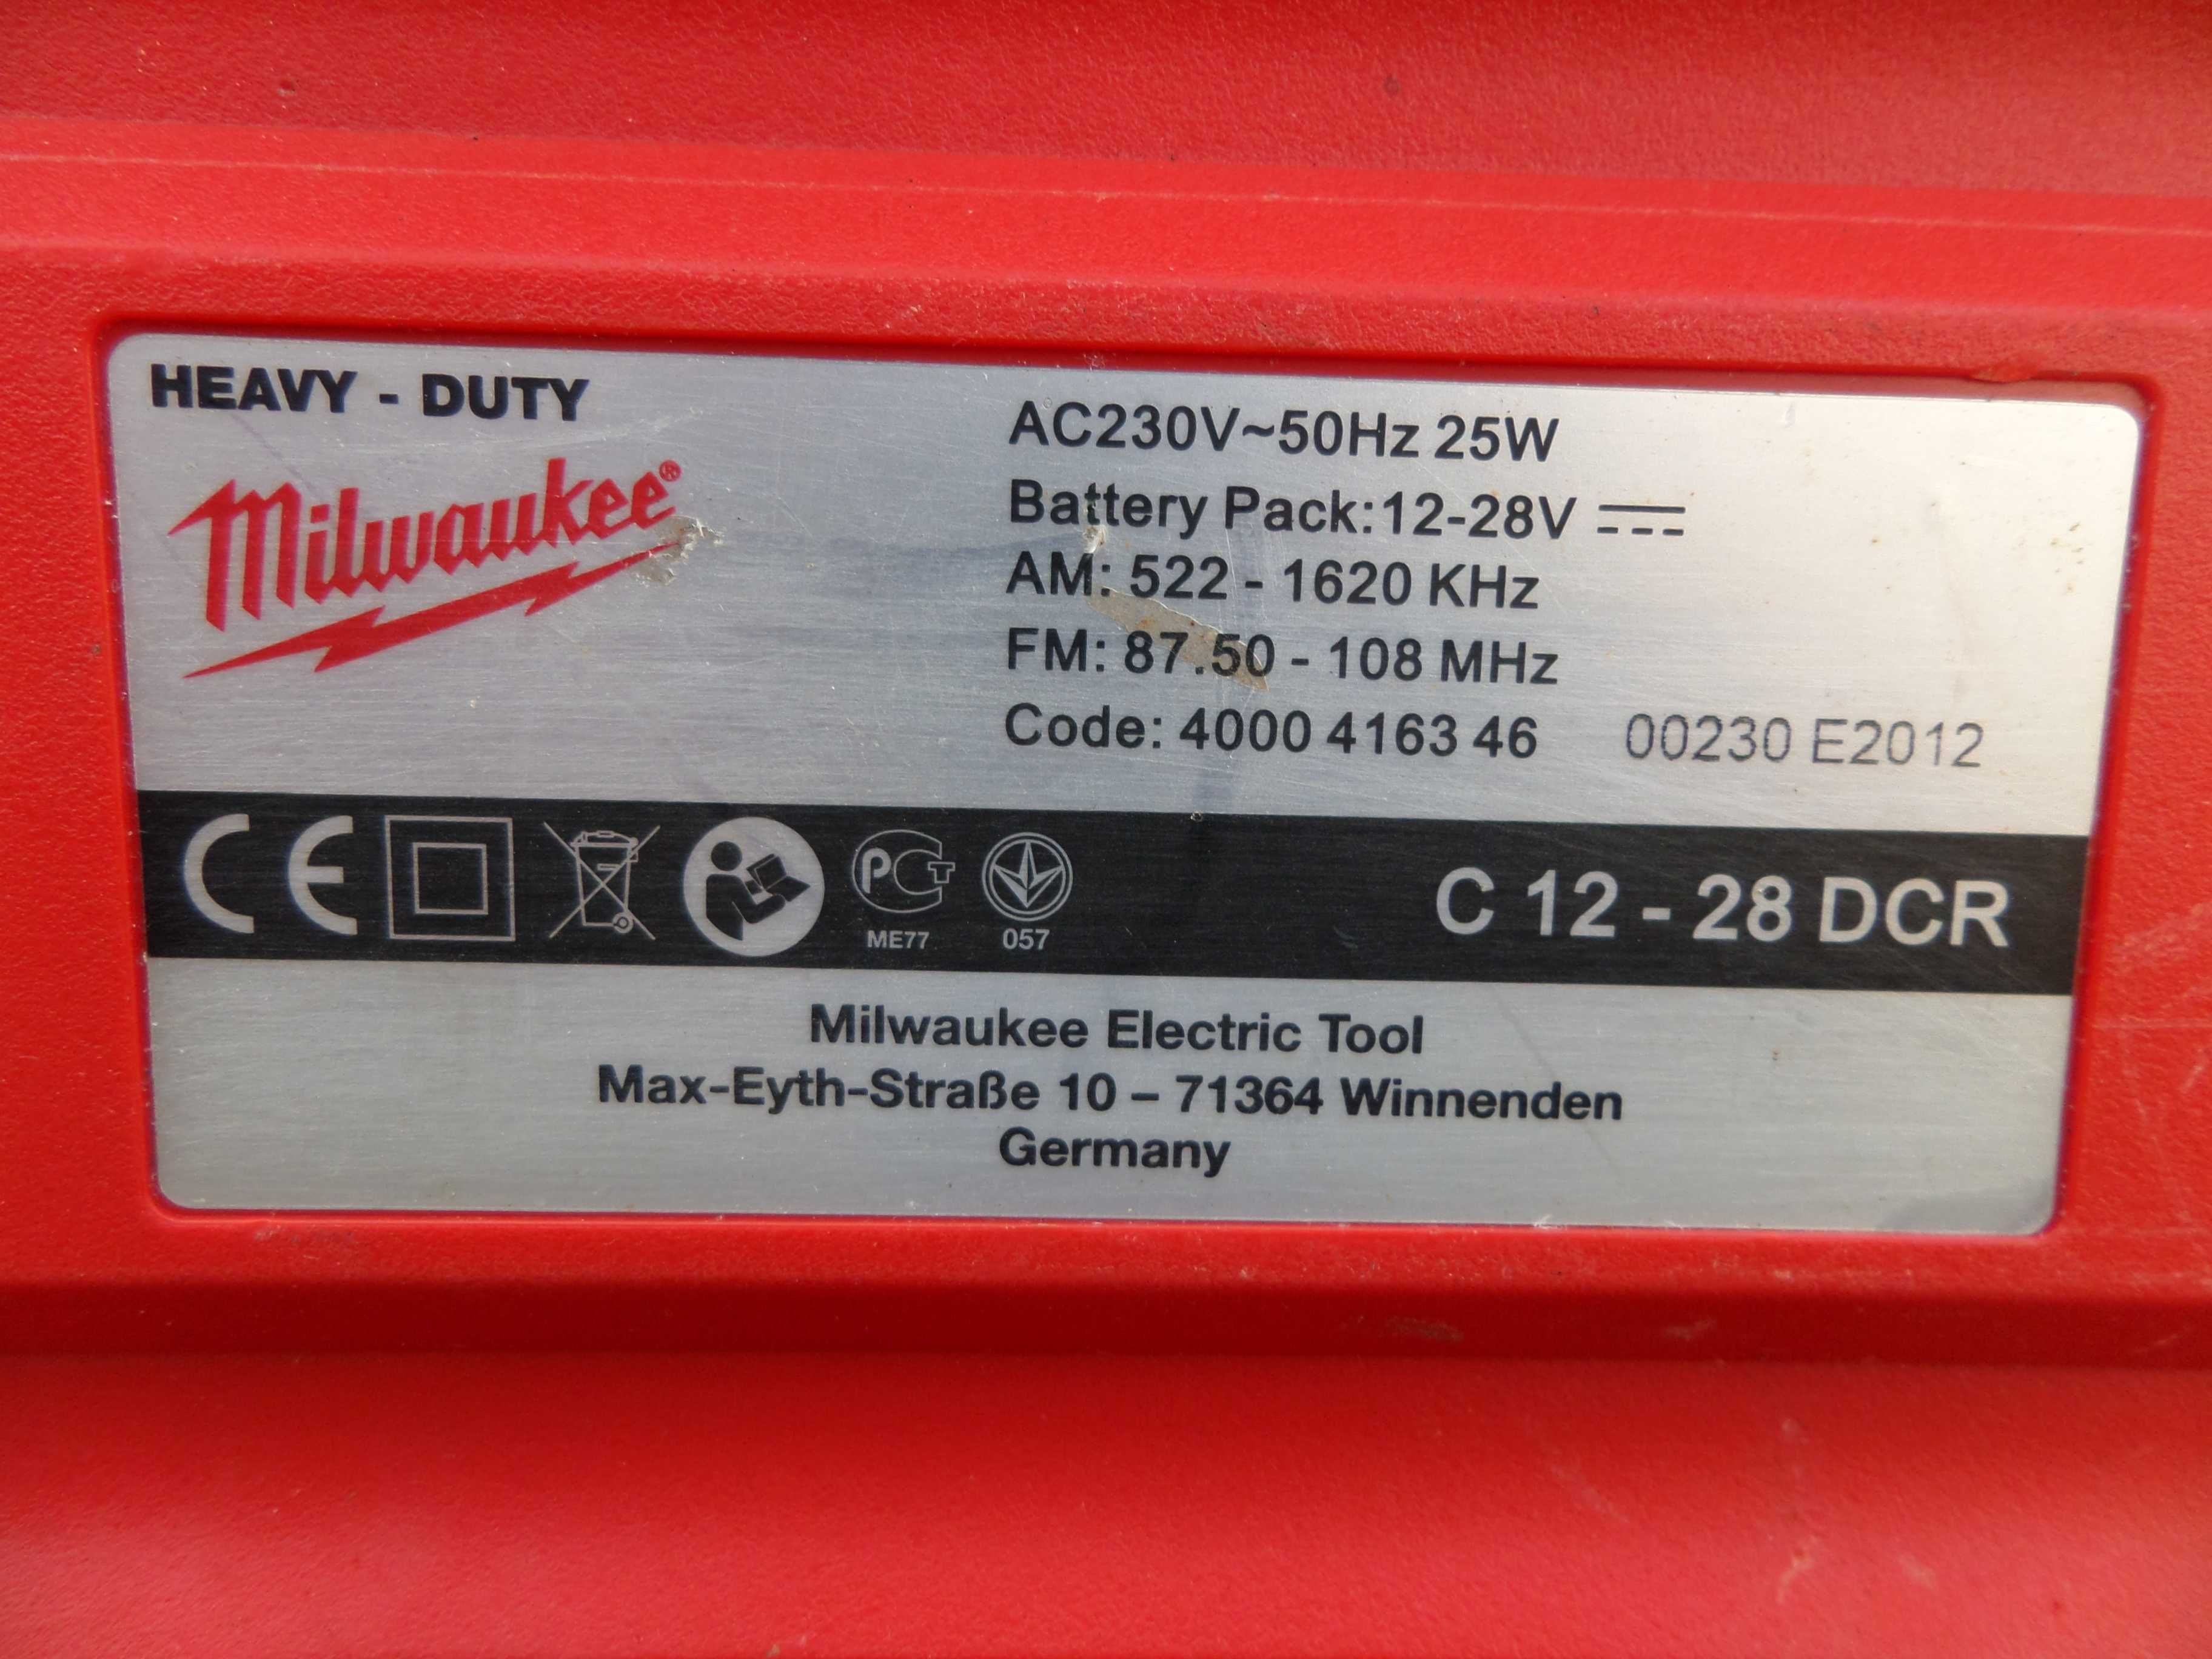 HEAVY - DUTY
Milwaukee®
AC230V~50Hz 25W
Battery Pack:12-28V
AM: 522 - 1620 KHz
FM: 87.50 - 108 MHz
Code: 4000 4163 46 00230 E2012
CE PCT ME77 057 C 12 - 28 DCR
Milwaukee Electric Tool
Max-Eyth-Straße 10 – 71364 Winnenden
Germany